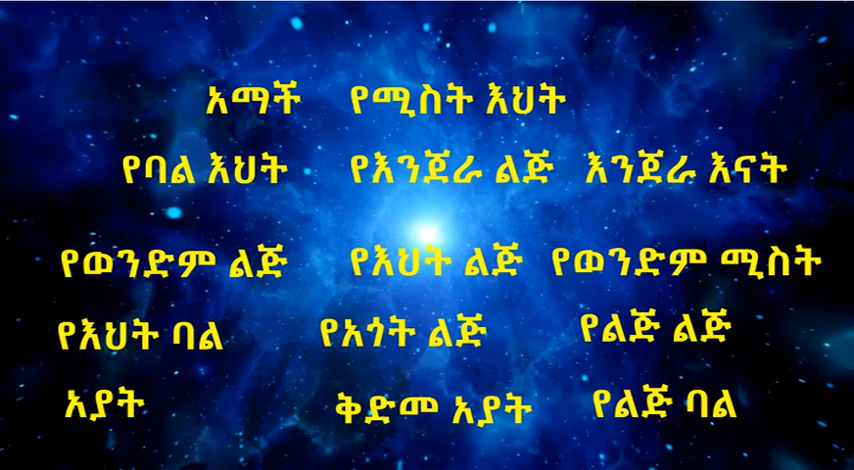 አማች የሚስት እህት
የባል እህት የእንጀራ ልጅ እንጀራ እናት
የወንድም ልጅ የእህት ልጅ የወንድም ሚስት
የእህት ባል የአጎት ልጅ የልጅ ልጅ
አያት ቅድመ አያት የልጅ ባል